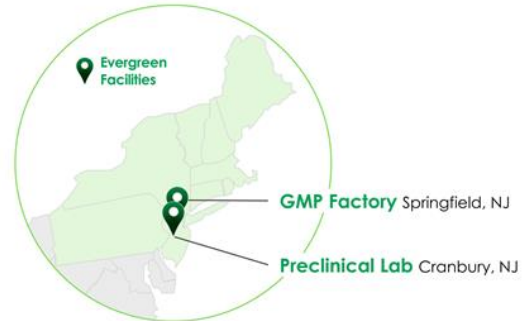 Evergreen
Facilities
GMP Factory Springfield, NJ
Preclinical Lab Cranbury, NJ